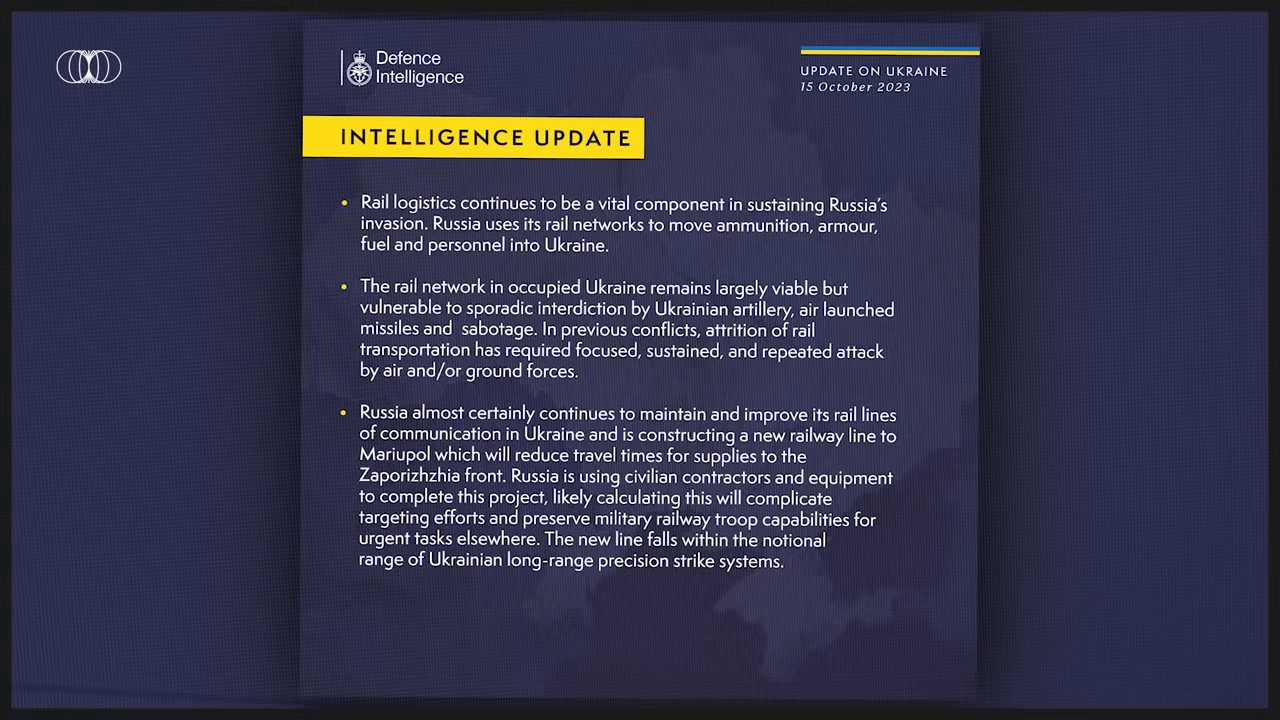 Defence
Intelligence
UPDATE ON UKRAINE
15 October 2023
INTELLIGENCE UPDATE
• Rail logistics continues to be a vital component in sustaining Russia's
invasion. Russia uses its rail networks to move ammunition, armour,
fuel and personnel into Ukraine.
• The rail network in occupied Ukraine remains largely viable but
vulnerable to sporadic interdiction by Ukrainian artillery, air launched
missiles and sabotage. In previous conflicts, attrition of rail
transportation has required focused, sustained, and repeated attack
by air and/or ground forces.
• Russia almost certainly continues to maintain and improve its rail lines
of communication in Ukraine and is constructing a new railway line to
Mariupol which will reduce travel times for supplies to the
Zaporizhzhia front. Russia is using civilian contractors and equipment
to complete this project, likely calculating this will complicate
targeting efforts and preserve military railway troop capabilities for
urgent tasks elsewhere. The new line falls within the notional
range of Ukrainian long-range precision strike systems.